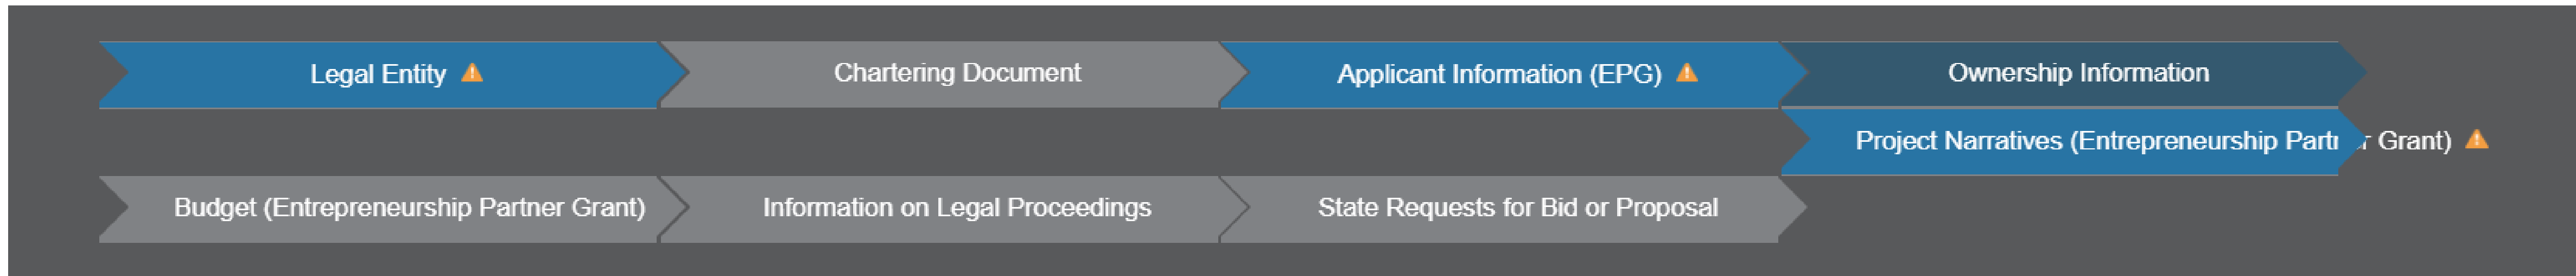 Legal Entity
Chartering Document
Applicant Information (EPG)
Ownership Information
Project Narratives (Entrepreneurship Partner Grant)
Budget (Entrepreneurship Partner Grant)
Information on Legal Proceedings
State Requests for Bid or Proposal